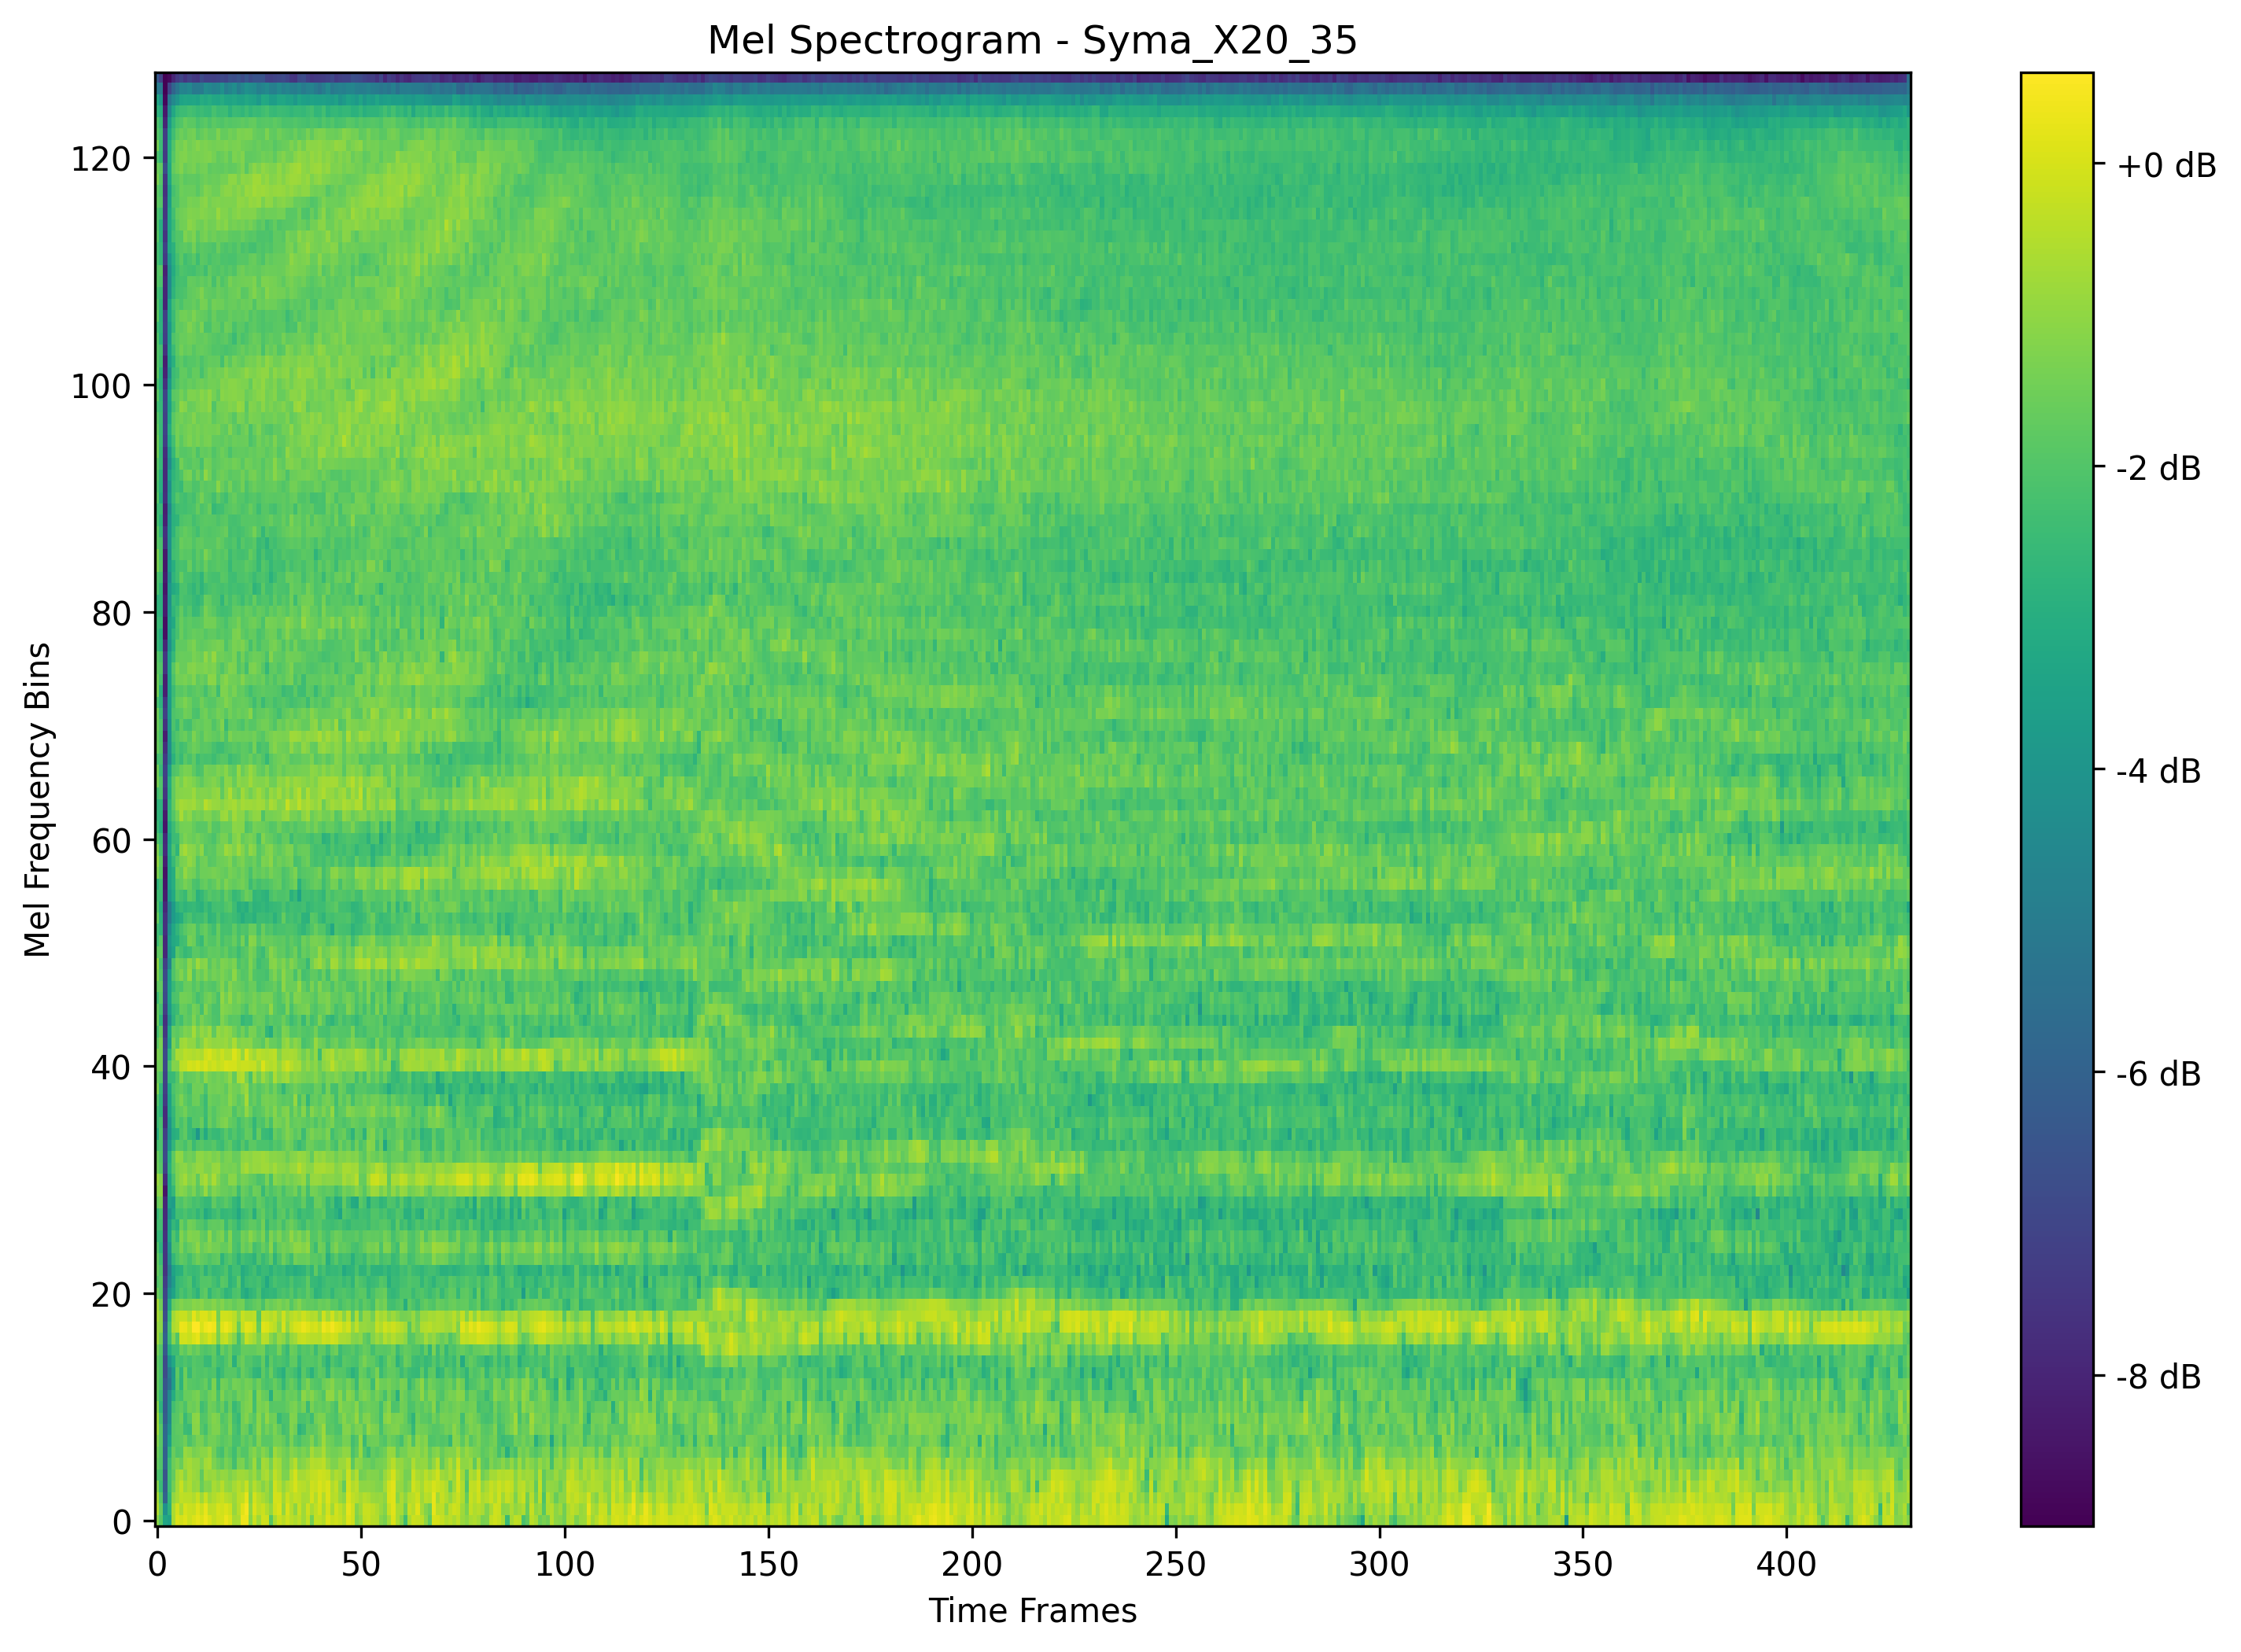 Mel Spectrogram - Syma_X20_35
Mel Frequency Bins
120
100
80
60
40
20
0
0 50 100 150 200 250 300 350 400
Time Frames
+0 dB
-2 dB
-4 dB
-6 dB
-8 dB